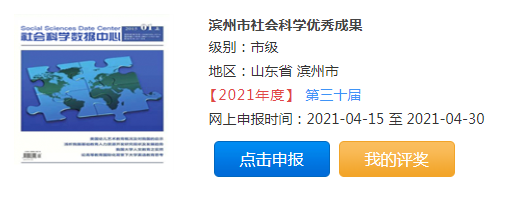 Social Sciences Date Center
社会科学数据中心
滨州市社会科学优秀成果
级别：市级
地区：山东省 滨州市
【2021年度】 第三十届
网上申报时间：2021-04-15 至 2021-04-30
点击申报 我的评奖